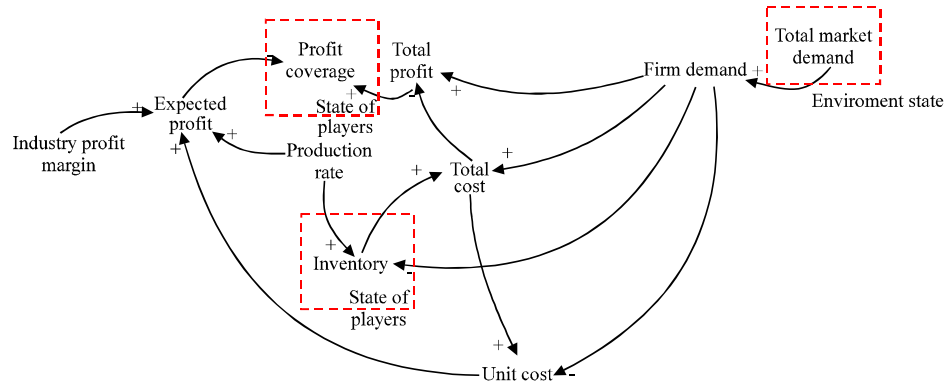 Total market
demand
Profit
coverage
Total
profit
Firm demand
+
-
+
+
State of
players
-
+
Enviroment state
Expected
profit
+
+
+
Industry profit
margin
Production
rate
Total
cost
+
+
Inventory
+
-
State of
players
Unit cost
+
-